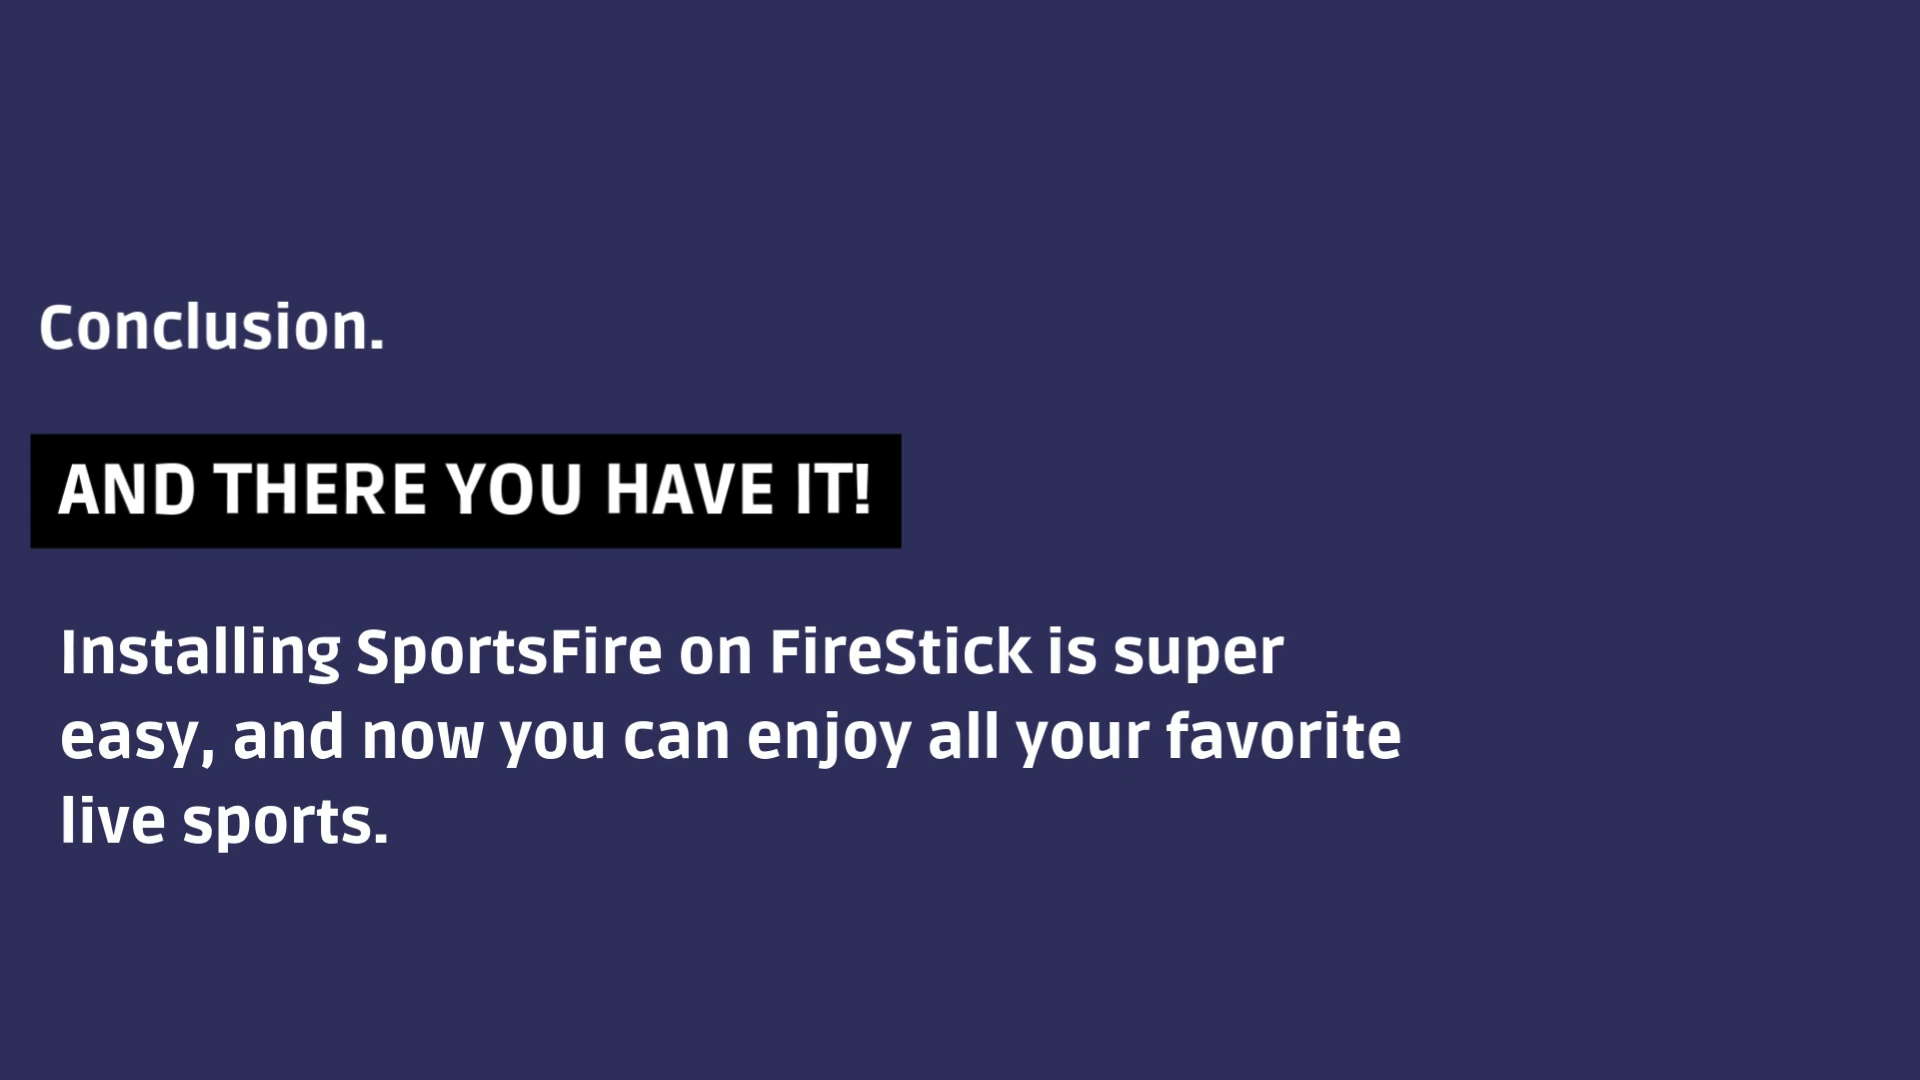 Conclusion.
AND THERE YOU HAVE IT!
Installing SportsFire on FireStick is super
easy, and now you can enjoy all your favorite
live sports.